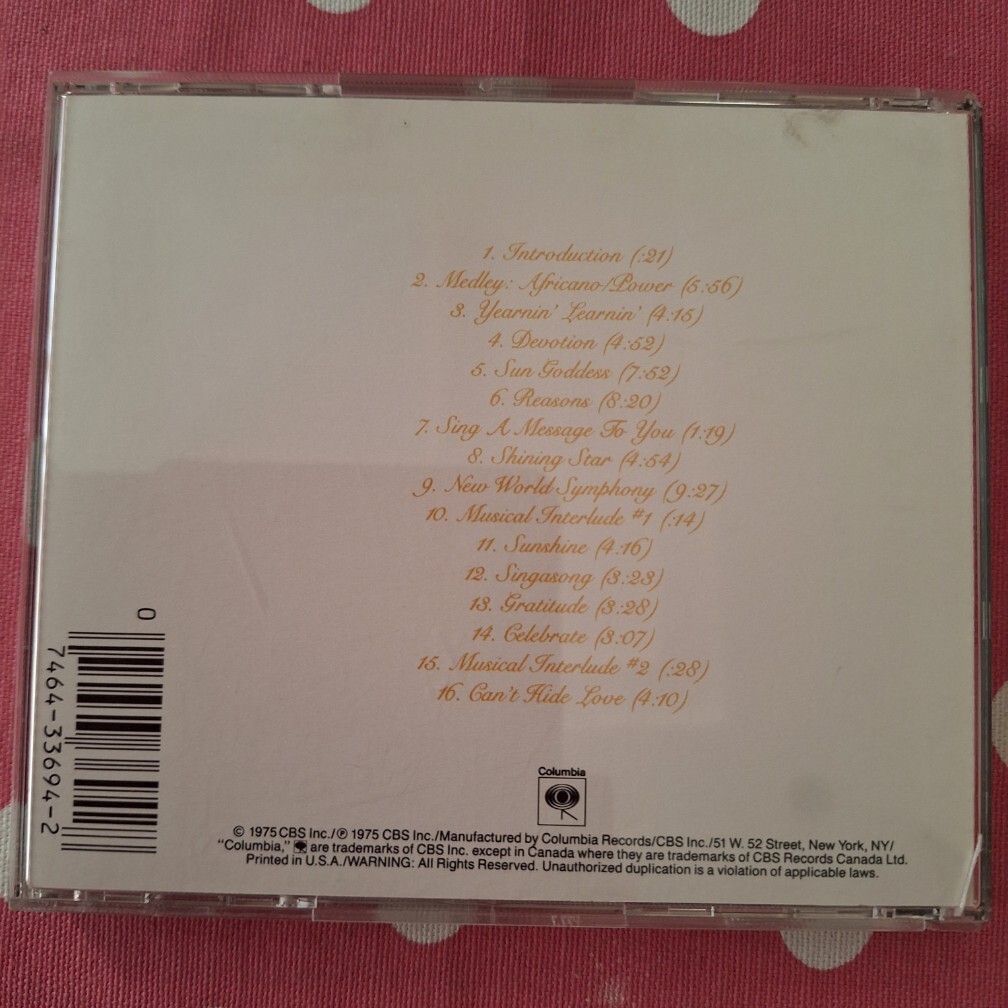 1. Introduction (:21)
2. Medley: Africano/Power (5:56)
3. Yearnin' Learnin' (4:15)
4. Devotion (4:52)
5. Sun Goddess (7:52)
6. Reasons (8:20)
7. Sing A Message To You (1:19)
8. Shining Star (4:54)
9. New World Symphony (9:27)
10. Musical Interlude #1 (:14)
11. Sunshine (4:16)
12. Singasong (3:23)
13. Gratitude (3:28)
14. Celebrate (3:07)
15. Musical Interlude #2 (:28)
16. Can't Hide Love (4:10)
0
7464-33694-2
Columbia
© 1975 CBS Inc./℗ 1975 CBS Inc./Manufactured by Columbia Records/CBS Inc./51 W. 52 Street, New York, NY/
"Columbia," are trademarks of CBS Inc. except in Canada where they are trademarks of CBS Records Canada Ltd.
Printed in U.S.A./WARNING: All Rights Reserved. Unauthorized duplication is a violation of applicable laws.